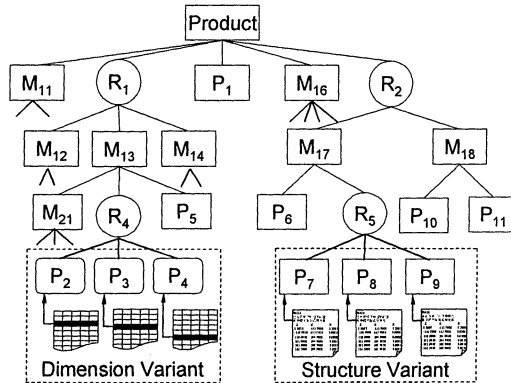 Product
M11 R1 P1 M16 R2
M12 M13 M14 M17 M18
M21 R4 P5 P6 R5 P10 P11
P2 P3 P4 P7 P8 P9
Dimension Variant Structure Variant